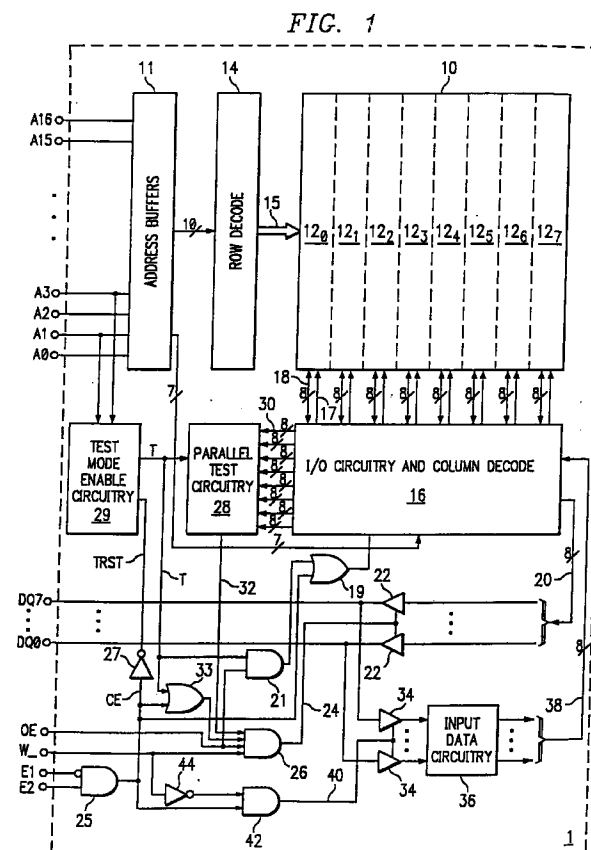 FIG. 1
11
14
10
A16
A15
ADDRESS BUFFERS
10
ROW DECODE
15
12₀ 12₁ 12₂ 12₃ 12₄ 12₅ 12₆ 12₇
A3
A2
A1
A0
7
18
8 8 8 8 8 8 8 8
17
30
TEST
MODE
ENABLE
CIRCUITRY
29
T
PARALLEL
TEST
CIRCUITRY
28
8
8
8
8
8
8
8
8
I/O CIRCUITRY AND COLUMN DECODE
16
7
TRST
T
32
19
22
8
20
DQ7
DQ0
27
33
21
22
CE
24
34
INPUT
DATA
CIRCUITRY
36
38
8
OE
W_
26
34
E1
E2
25
44
42
40
1